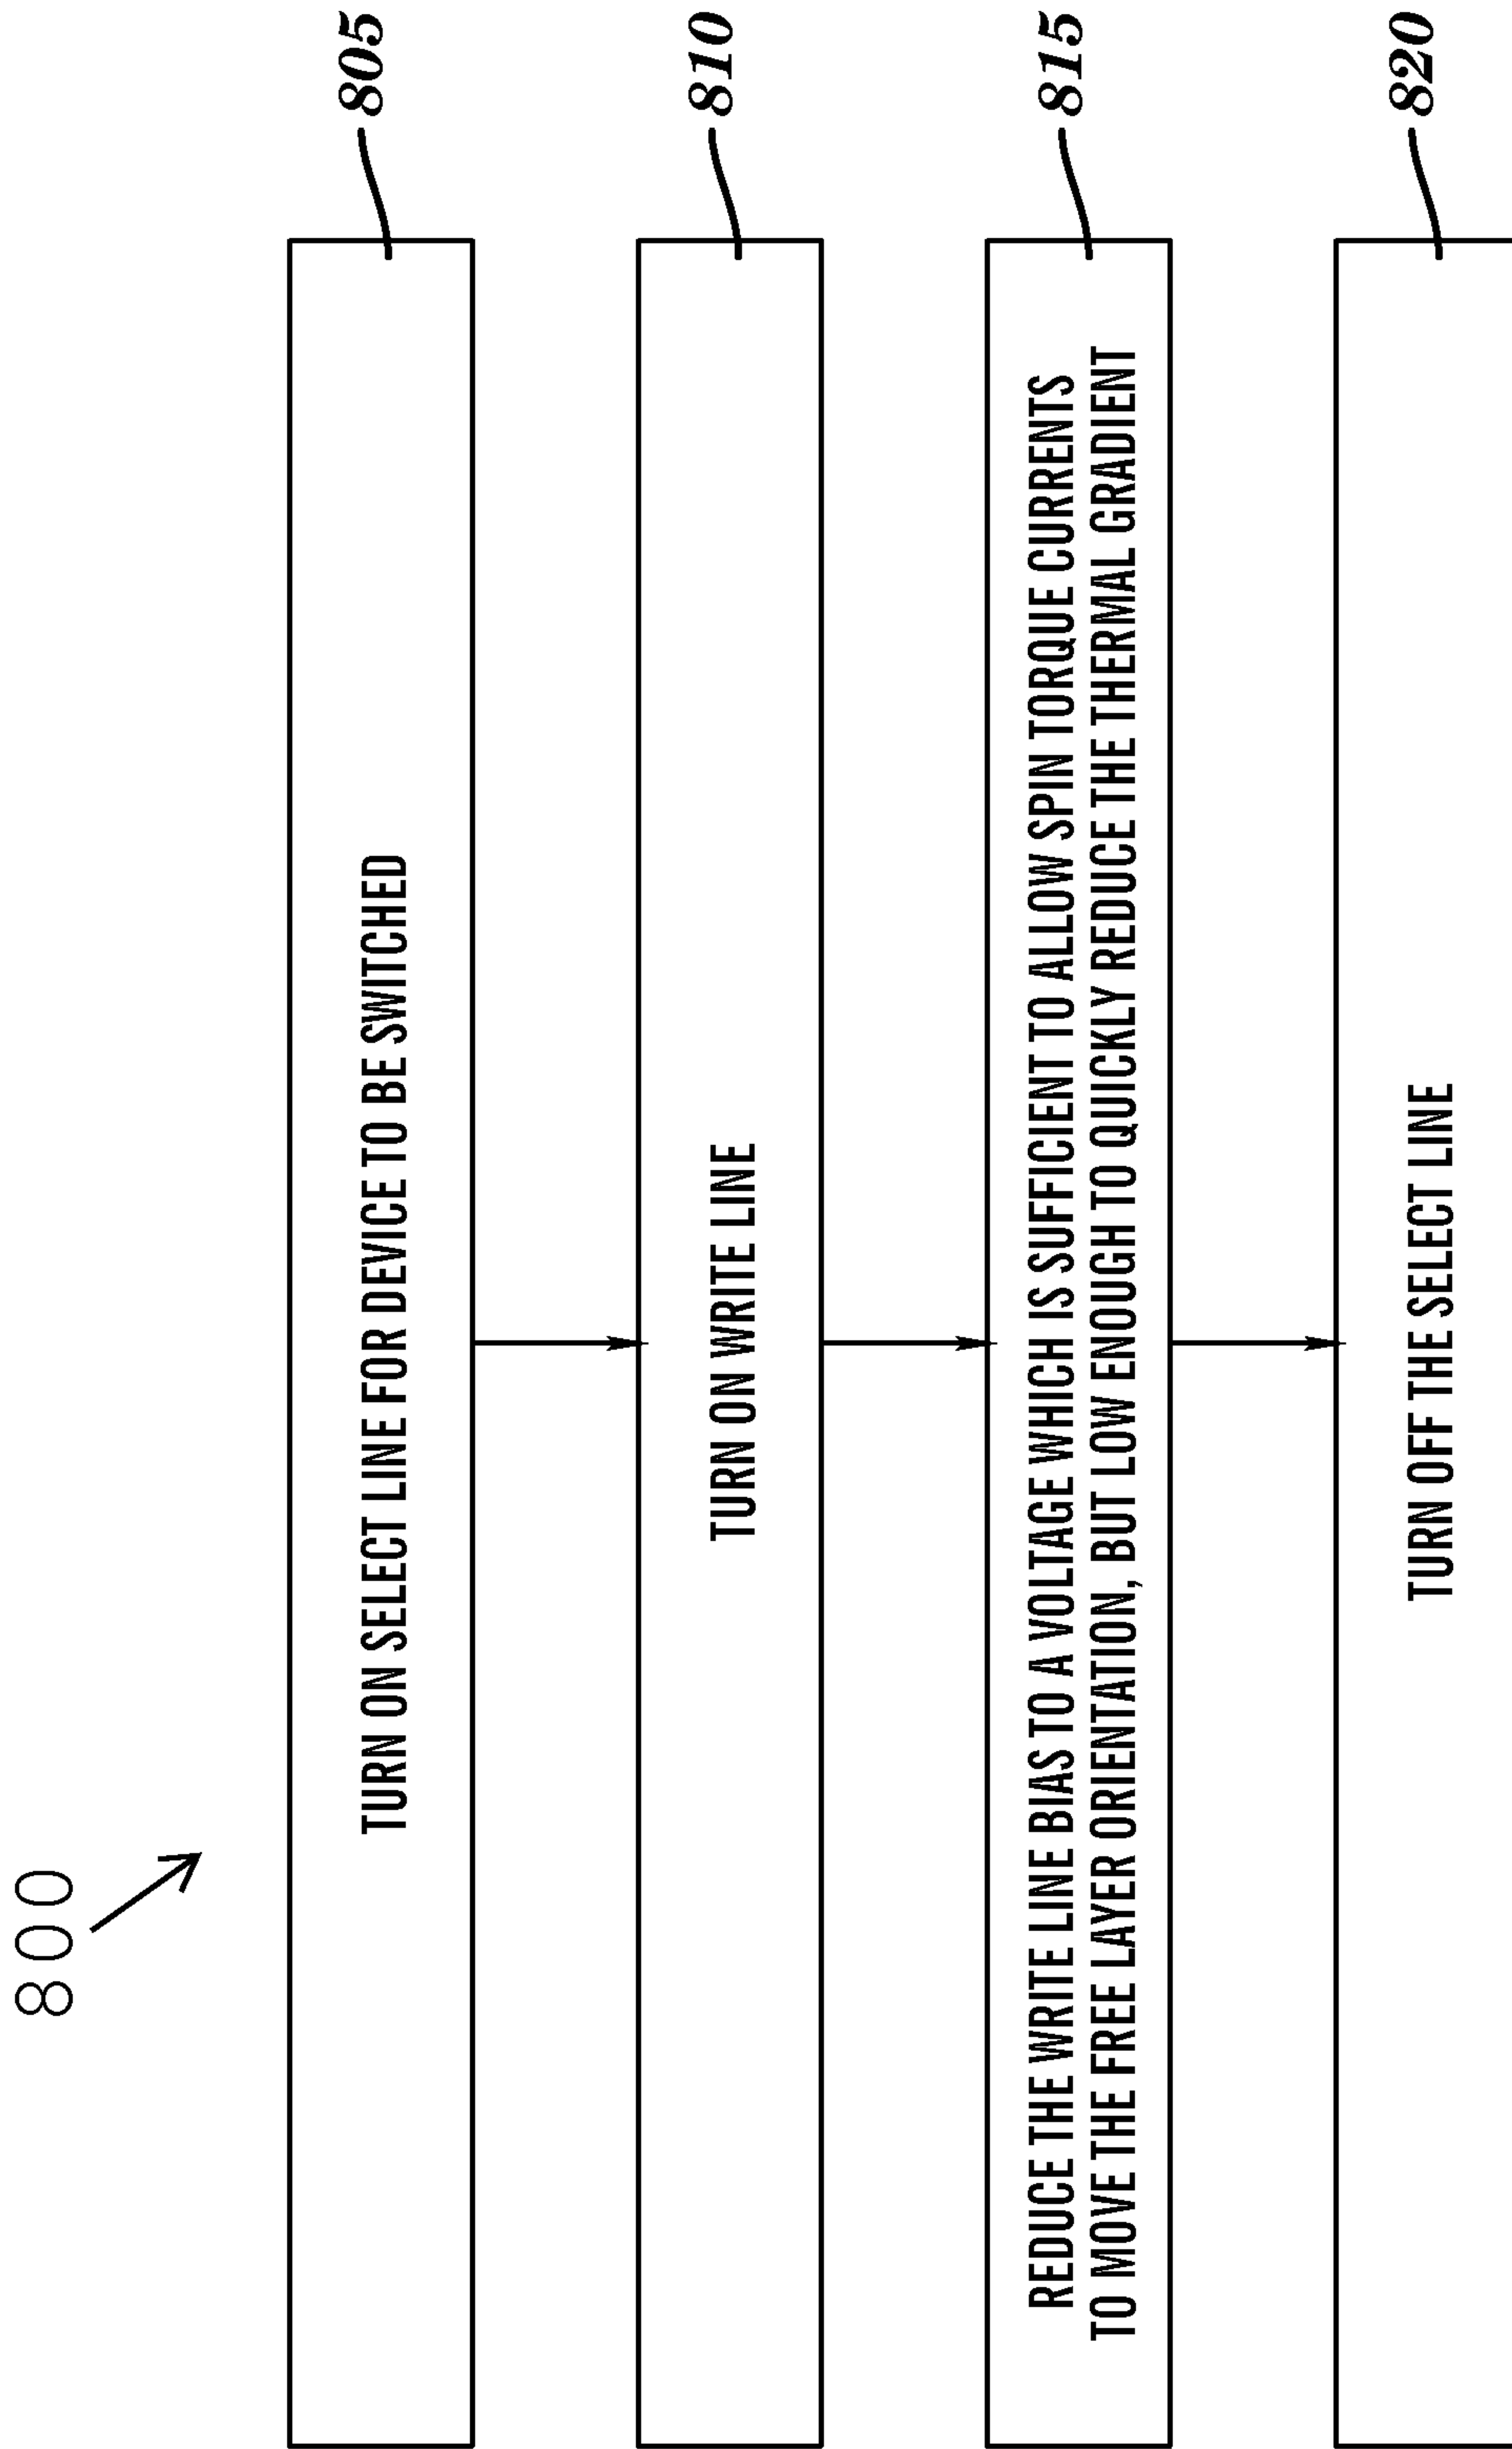 800
TURN ON SELECT LINE FOR DEVICE TO BE SWITCHED
805
TURN ON WRITE LINE
810
REDUCE THE WRITE LINE BIAS TO A VOLTAGE WHICH IS SUFFICIENT TO ALLOW SPIN TORQUE CURRENTS
TO MOVE THE FREE LAYER ORIENTATION, BUT LOW ENOUGH TO QUICKLY REDUCE THE THERMAL GRADIENT
815
TURN OFF THE SELECT LINE
820